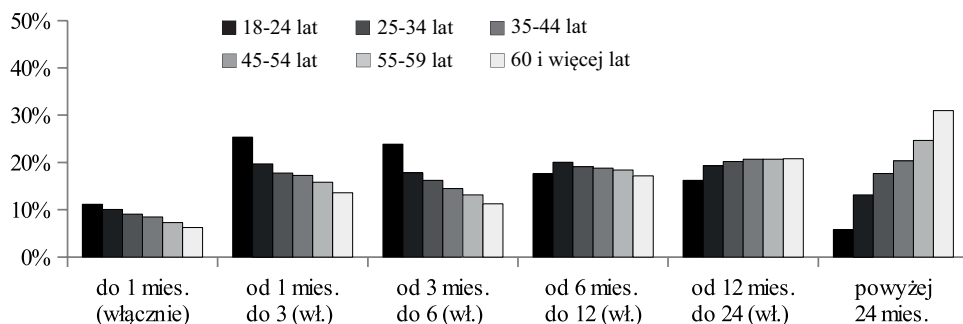 50%
18-24 lat 25-34 lat 35-44 lat
45-54 lat 55-59 lat 60 i więcej lat
40%
30%
20%
10%
0%
do 1 mies. od 1 mies. od 3 mies. od 6 mies. od 12 mies. powyżej
(włącznie) do 3 (wł.) do 6 (wł.) do 12 (wł.) do 24 (wł.) 24 mies.